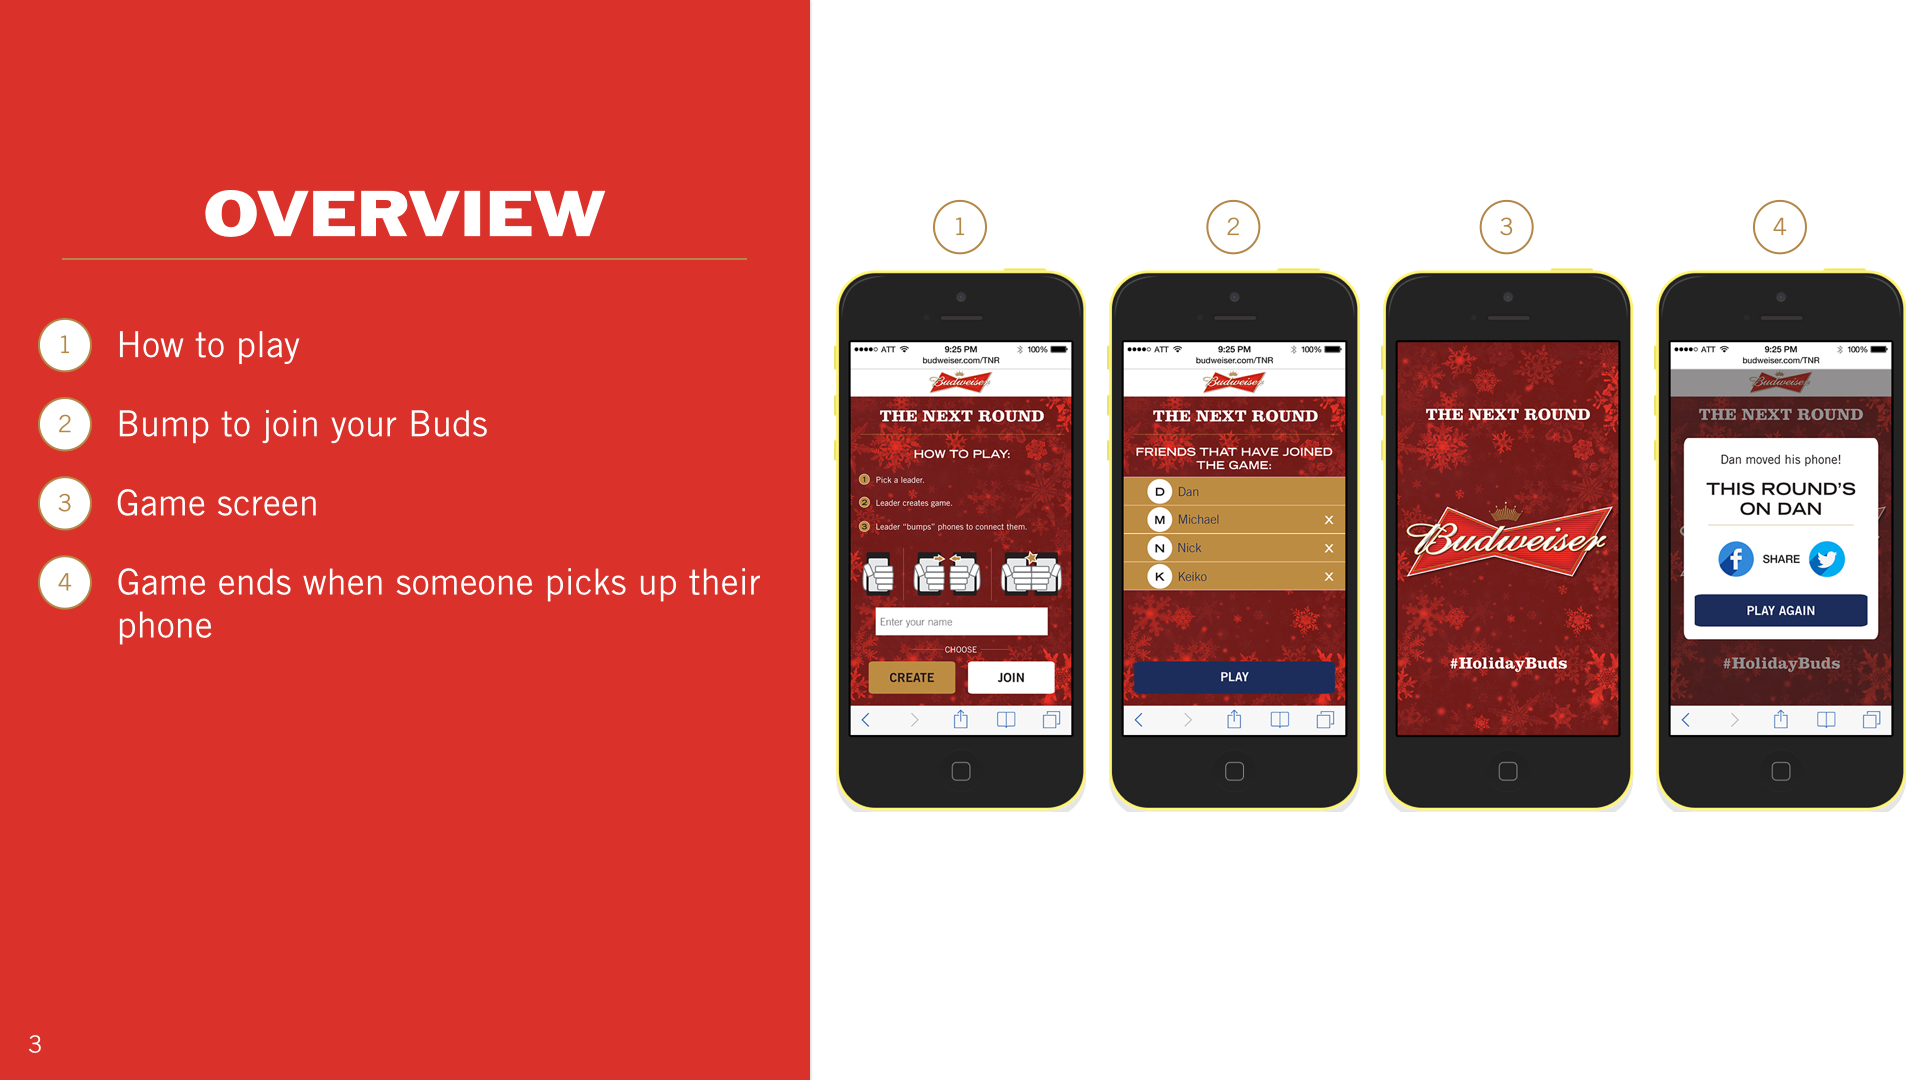 OVERVIEW
1 How to play
2 Bump to join your Buds
3 Game screen
4 Game ends when someone picks up their
phone
3
1
ATT 9:25 PM 100%
budweiser.com/TNR
Budweiser
THE NEXT ROUND
HOW TO PLAY:
1 Pick a leader.
2 Leader creates game.
3 Leader “bumps” phones to connect them.
Enter your name
CHOOSE
CREATE JOIN
2
ATT 9:25 PM 100%
budweiser.com/TNR
Budweiser
THE NEXT ROUND
FRIENDS THAT HAVE JOINED
THE GAME:
D Dan
M Michael X
N Nick X
K Keiko X
PLAY
3
THE NEXT ROUND
Budweiser
#HolidayBuds
4
ATT 9:25 PM 100%
budweiser.com/TNR
Budweiser
THE NEXT ROUND
Dan moved his phone!
THIS ROUND’S
ON DAN
SHARE
PLAY AGAIN
#HolidayBuds